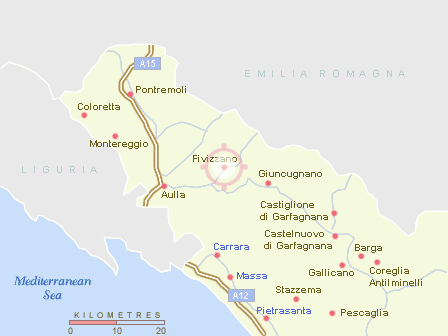 A15
EMILIA ROMAGNA
Pontremoli
Coloretta
Montereggio
Fivizzano
LIGURIA
Giuncugnano
Aulla
Castiglione
di Garfagnana
Castelnuovo
di Garfagnana
Carrara
Barga
Gallicano
Coreglia
Antilminelli
Massa
Mediterranean
Sea
A12
Stazzema
KILOMETRES
0 10 20
Pietrasanta
Pescaglia